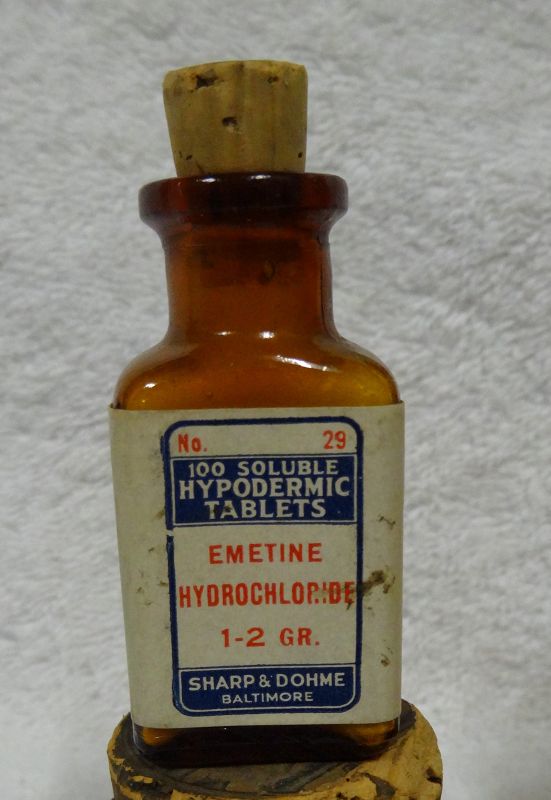 No. 29
100 SOLUBLE
HYPODERMIC
TABLETS
EMETINE
HYDROCHLORIDE
1-2 GR.
SHARP & DOHME
BALTIMORE